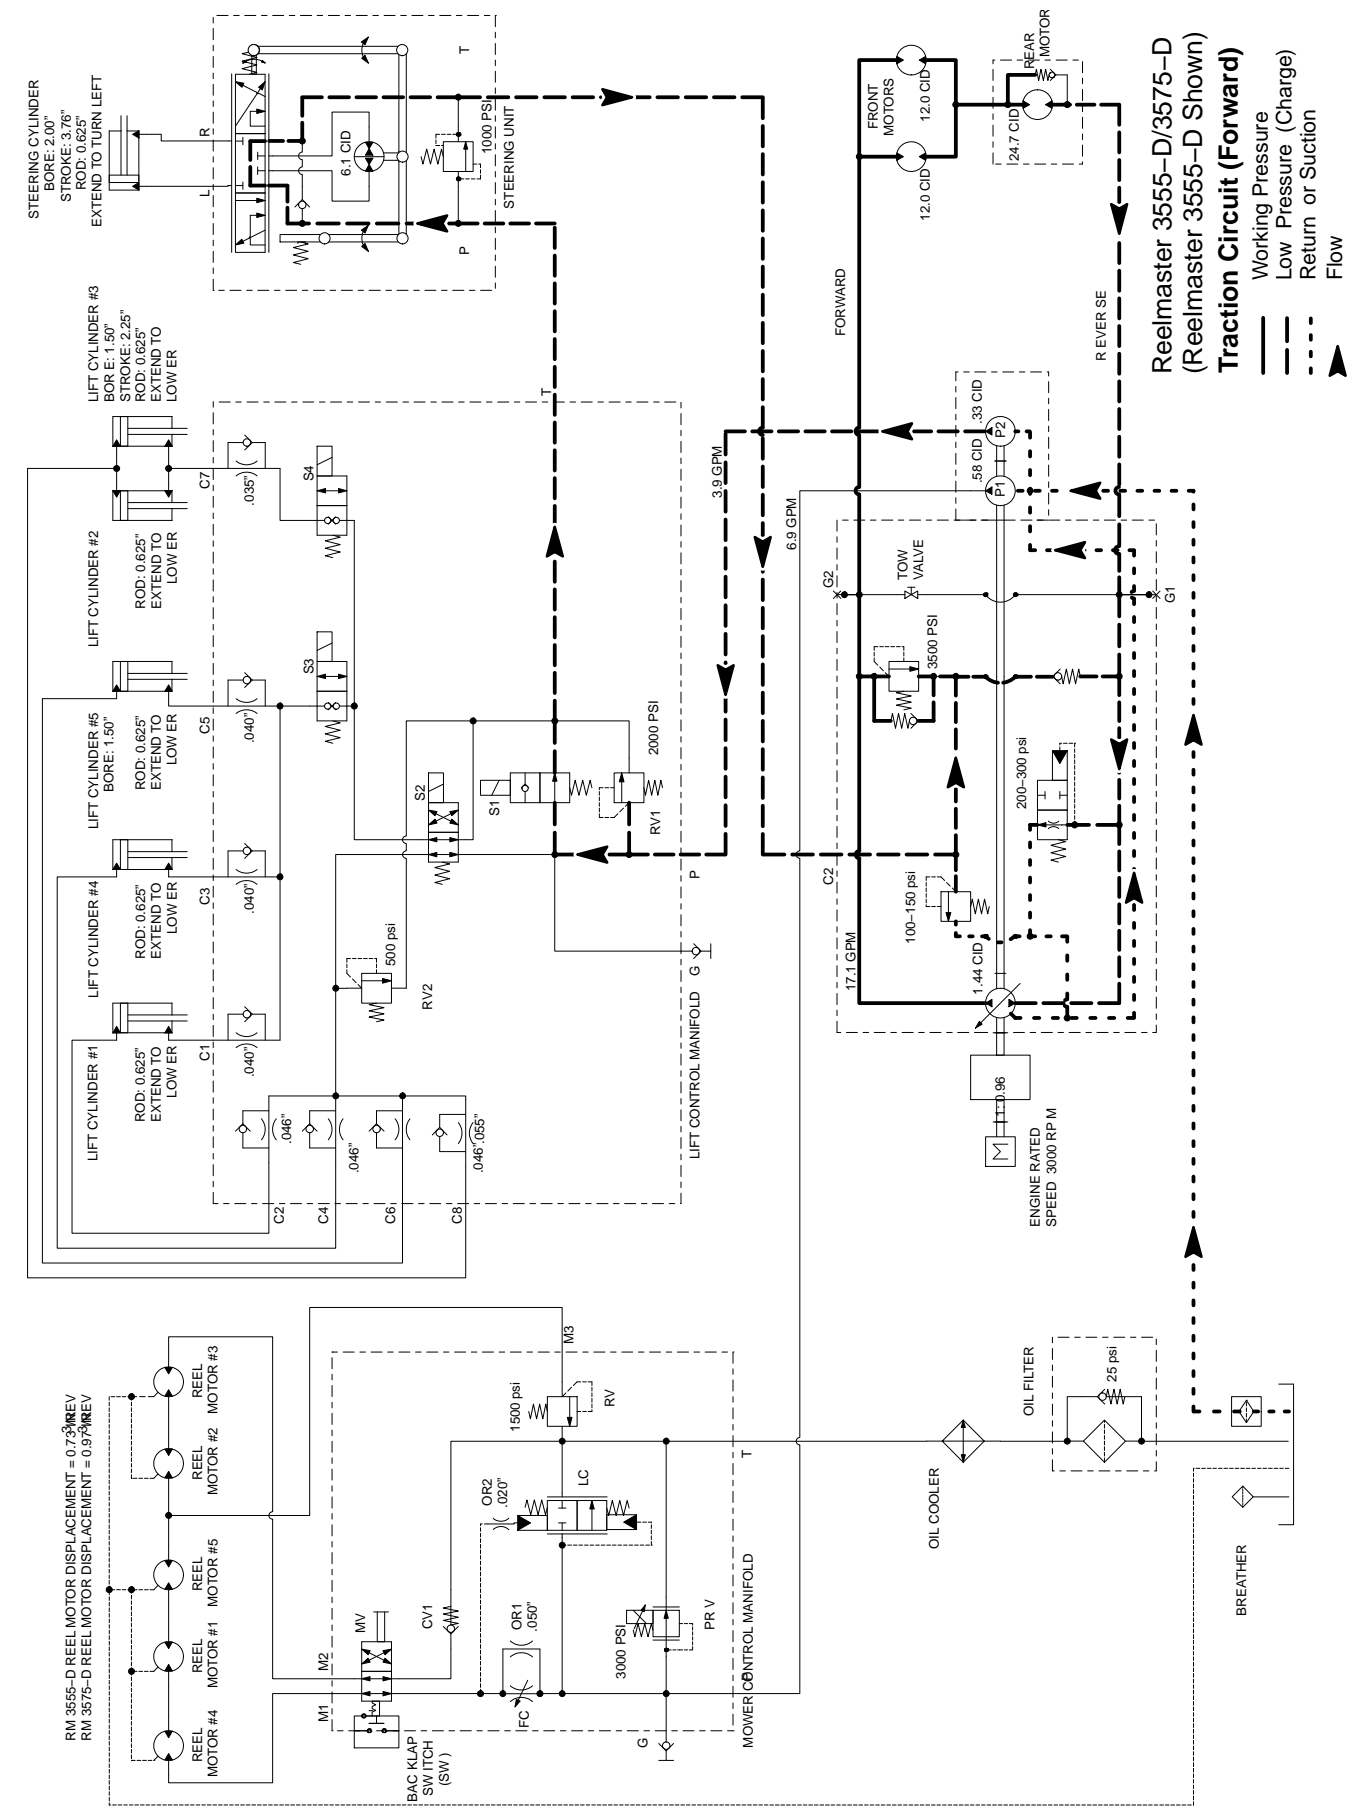 RM 3555–D REEL MOTOR DISPLACEMENT = 0.73
RM 3575–D REEL MOTOR DISPLACEMENT = 0.97
REEL
MOTOR #4
REEL
MOTOR #1
REEL
MOTOR #5
REEL
MOTOR #2
REEL
MOTOR #3
BAC KLAP
SW ITCH
(SW )
M1
M2
MV
CV1
FC
OR1
.050"
OR2
.020"
LC
1500 psi
RV
M3
G
3000 PSI
PR V
T
MOWER CONTROL MANIFOLD
LIFT CYLINDER #1
ROD: 0.625"
EXTEND TO
LOW ER
LIFT CYLINDER #4
ROD: 0.625"
EXTEND TO
LOW ER
LIFT CYLINDER #5
BORE: 1.50"
ROD: 0.625"
EXTEND TO
LOW ER
LIFT CYLINDER #2
ROD: 0.625"
EXTEND TO
LOW ER
LIFT CYLINDER #3
BOR E: 1.50"
STROKE: 2.25"
ROD: 0.625"
EXTEND TO
LOW ER
C1
.040"
C3
.040"
C5
.040"
C7
.035"
C2
.046"
C4
.046"
C6
C8
.046"
.055"
S3
S4
S2
S1
500 psi
RV2
2000 PSI
RV1
T
P
G
LIFT CONTROL MANIFOLD
STEERING CYLINDER
BORE: 2.00"
STROKE: 3.76"
ROD: 0.625"
EXTEND TO TURN LEFT
L
R
6.1 CID
P
T
1000 PSI
STEERING UNIT
3.9 GPM
6.9 GPM
FORWARD
R EVER SE
FRONT
MOTORS
12.0 CID
12.0 CID
REAR
MOTOR
24.7 CID
C2
17.1 GPM
100–150 psi
1.44 CID
200–300 psi
3500 PSI
TOW
VALVE
G2
G1
.58 CID
.33 CID
P1
P2
M
1: 0.96
ENGINE RATED
SPEED 3000 RP M
OIL COOLER
OIL FILTER
25 psi
BREATHER
Reelmaster 3555–D/3575–D
(Reelmaster 3555–D Shown)
Traction Circuit (Forward)
Working Pressure
Low Pressure (Charge)
Return or Suction
Flow